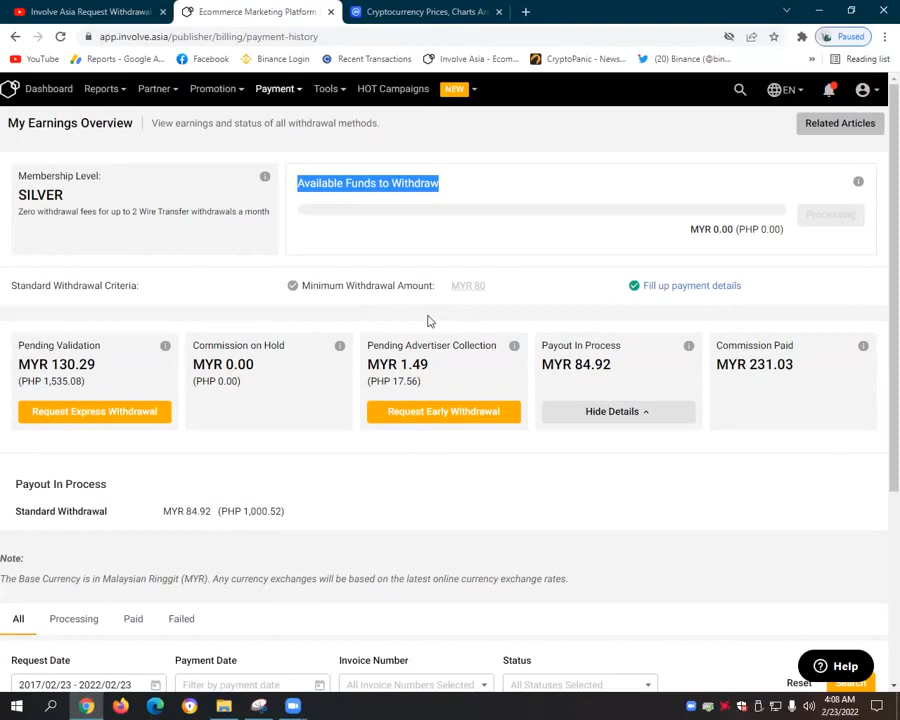 Involve Asia Request Withdrawal
Ecommerce Marketing Platform
Cryptocurrency Prices, Charts An
app.involve.asia/publisher/billing/payment-history
Paused
YouTube
Reports - Google A...
Facebook
Binance Login
Recent Transactions
Involve Asia - Ecom...
CryptoPanic - News...
(20) Binance (@bin...
»
Reading list
Dashboard
Reports
Partner
Promotion
Payment
Tools
HOT Campaigns
NEW
EN
My Earnings Overview
View earnings and status of all withdrawal methods.
Related Articles
Membership Level:
SILVER
Zero withdrawal fees for up to 2 Wire Transfer withdrawals a month
Available Funds to Withdraw
Processing
MYR 0.00 (PHP 0.00)
Standard Withdrawal Criteria:
Minimum Withdrawal Amount: MYR 80
Fill up payment details
Pending Validation
MYR 130.29
(PHP 1,535.08)
Request Express Withdrawal
Commission on Hold
MYR 0.00
(PHP 0.00)
Pending Advertiser Collection
MYR 1.49
(PHP 17.56)
Request Early Withdrawal
Payout In Process
MYR 84.92
Hide Details
Commission Paid
MYR 231.03
Payout In Process
Standard Withdrawal MYR 84.92 (PHP 1,000.52)
Note:
The Base Currency is in Malaysian Ringgit (MYR). Any currency exchanges will be based on the latest online currency exchange rates.
All
Processing
Paid
Failed
Request Date
Payment Date
Invoice Number
Status
2017/02/23 - 2022/02/23
Filter by payment date
All Invoice Numbers Selected
All Statuses Selected
Reset
Search
Help
4:08 AM
2/23/2022